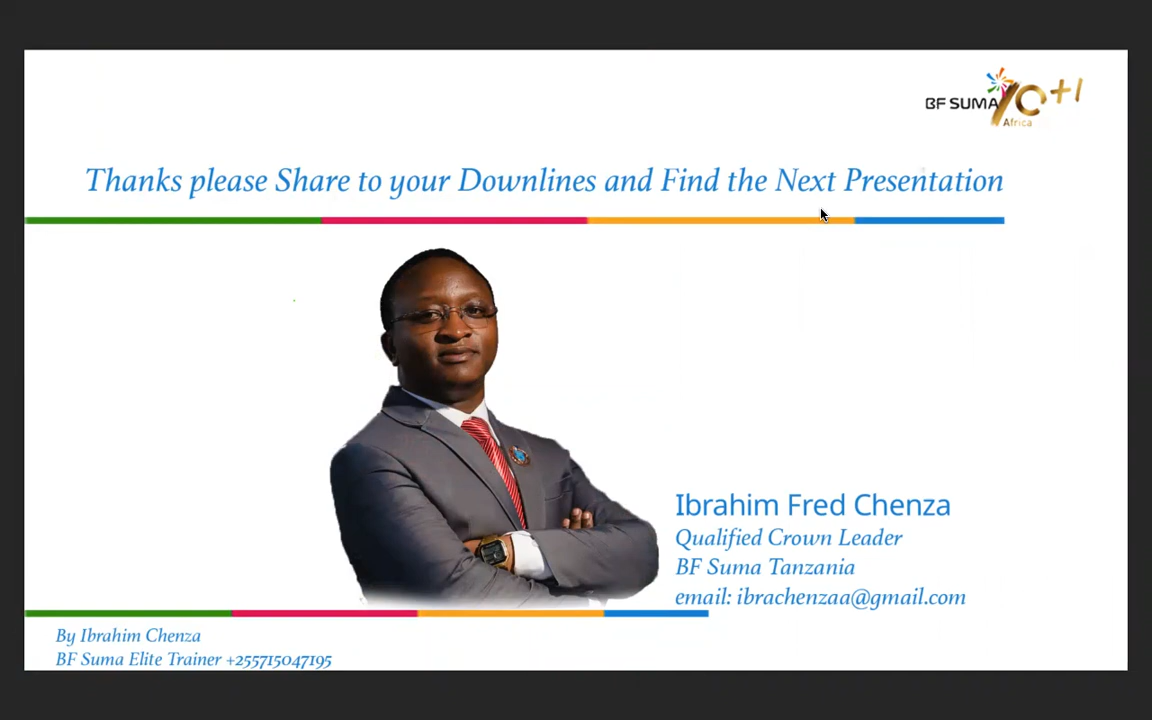 BF SUMA 10+1
Africa
Thanks please Share to your Downlines and Find the Next Presentation
Ibrahim Fred Chenza
Qualified Crown Leader
BF Suma Tanzania
email: ibrachenzaa@gmail.com
By Ibrahim Chenza
BF Suma Elite Trainer +255715047195